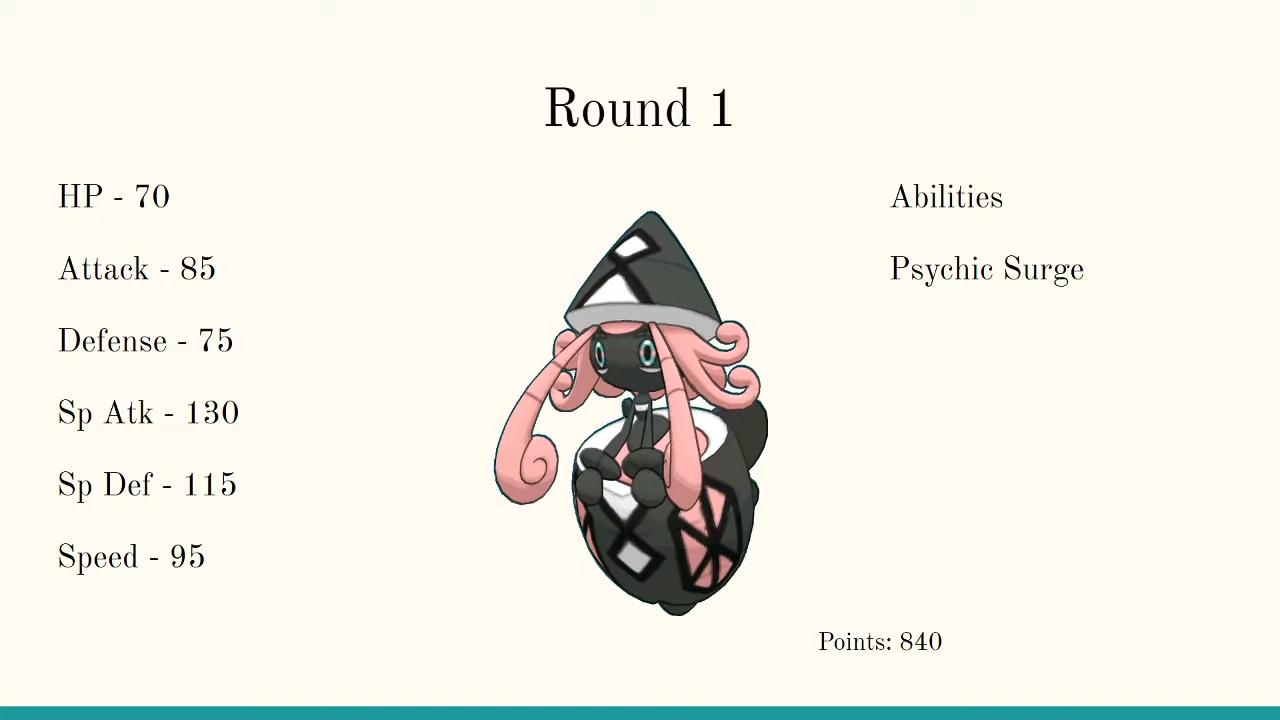 Round 1
HP - 70
Attack - 85
Defense - 75
Sp Atk - 130
Sp Def - 115
Speed - 95
Abilities
Psychic Surge
Points: 840